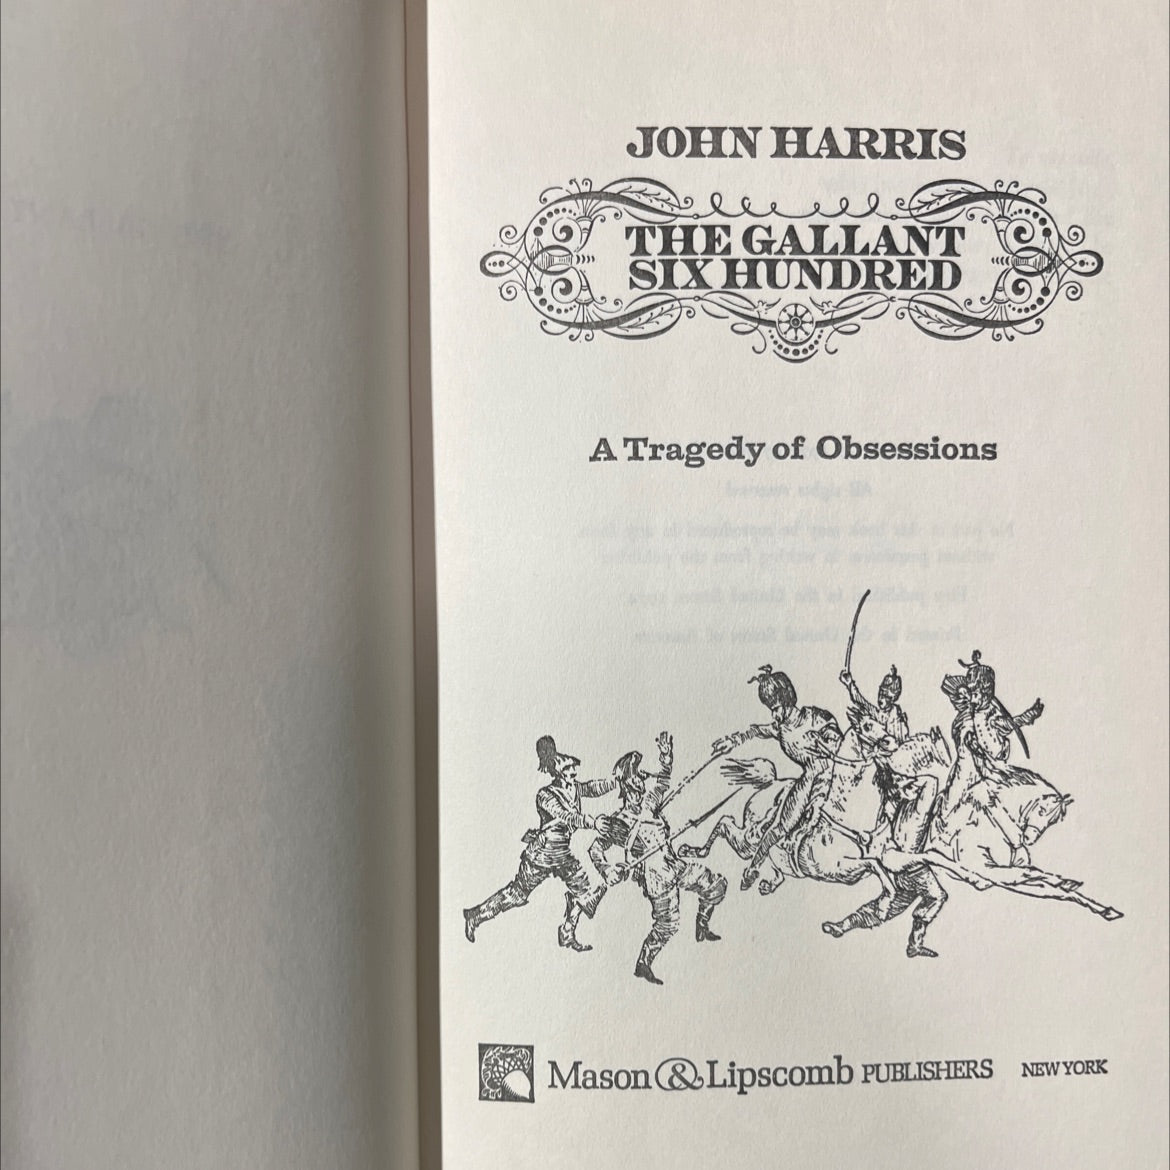 JOHN HARRIS
THE GALLANT
SIX HUNDRED
A Tragedy of Obsessions
Mason & Lipscomb PUBLISHERS NEW YORK